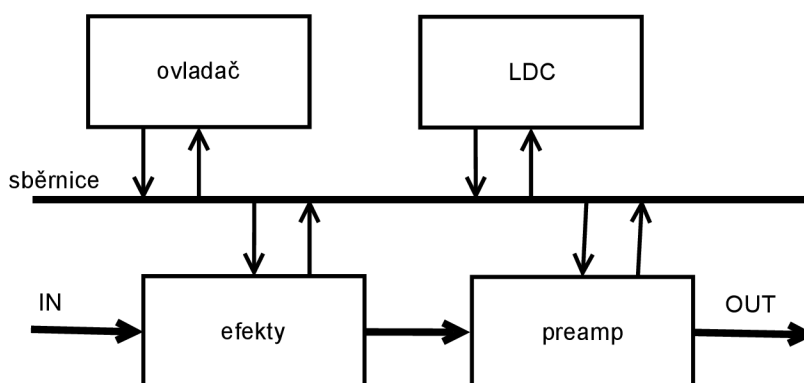 ovladač
LDC
sběrnice
IN
efekty
preamp
OUT